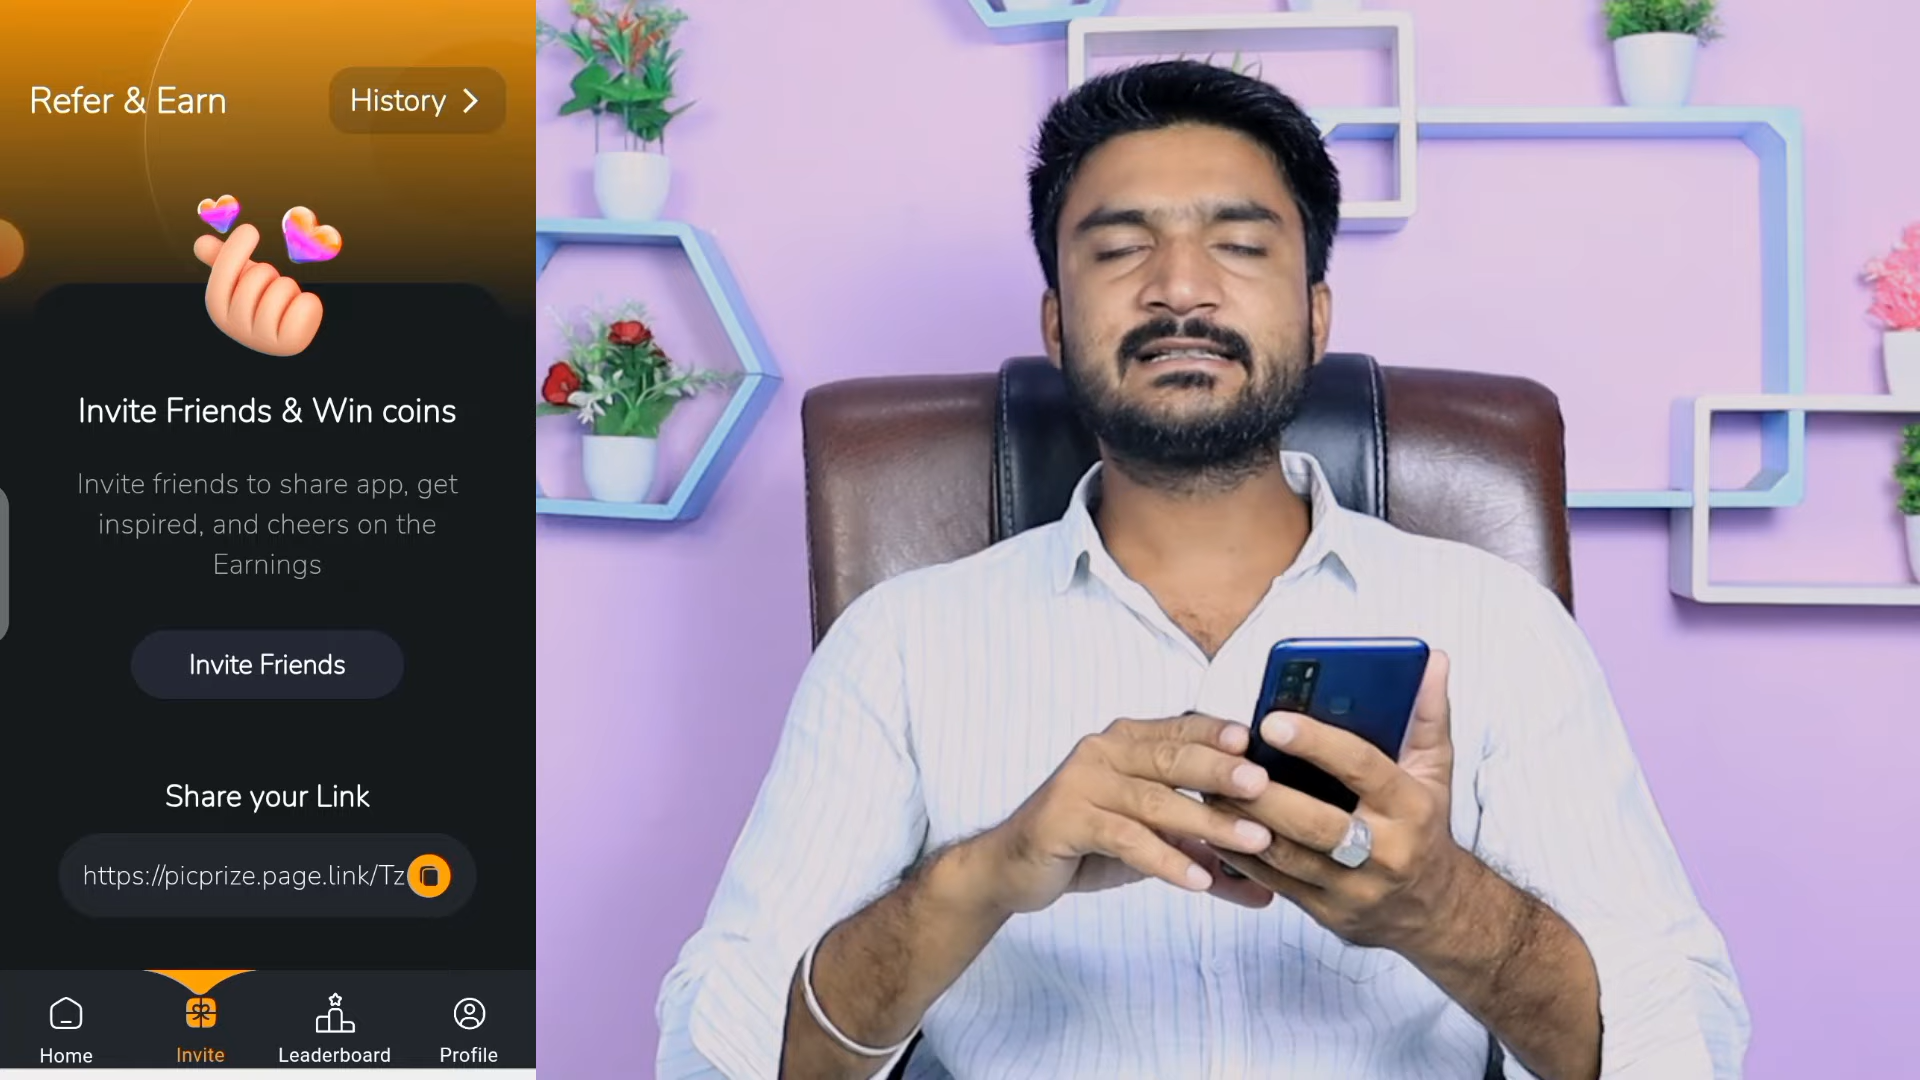 Refer & Earn
History
Invite Friends & Win coins
Invite friends to share app, get
inspired, and cheers on the
Earnings
Invite Friends
Share your Link
https://picprize.page.link/Tz
Home
Invite
Leaderboard
Profile